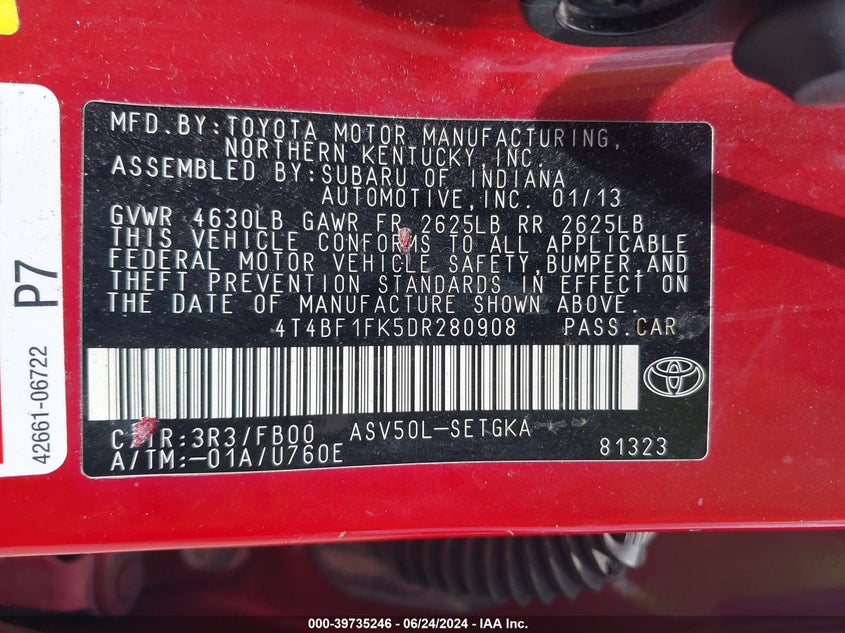 MFD.BY:TOYOTA MOTOR MANUFACTURING,
NORTHERN KENTUCKY,INC.
ASSEMBLED BY:SUBARU OF INDIANA
AUTOMOTIVE,INC. 01/13
GVWR 4630LB GAWR FR 2625LB RR 2625LB
THIS VEHICLE CONFORMS TO ALL APPLICABLE
FEDERAL MOTOR VEHICLE SAFETY,BUMPER,AND
THEFT PREVENTION STANDARDS IN EFFECT ON
THE DATE OF MANUFACTURE SHOWN ABOVE.
4T4BF1FK5DR280908 PASS.CAR
C/TR:3R3/FB00 ASV50L-SETGKA
A/TM:-01A/U760E 81323
42661-06722 P7
000-39735246 - 06/24/2024 - IAA Inc.